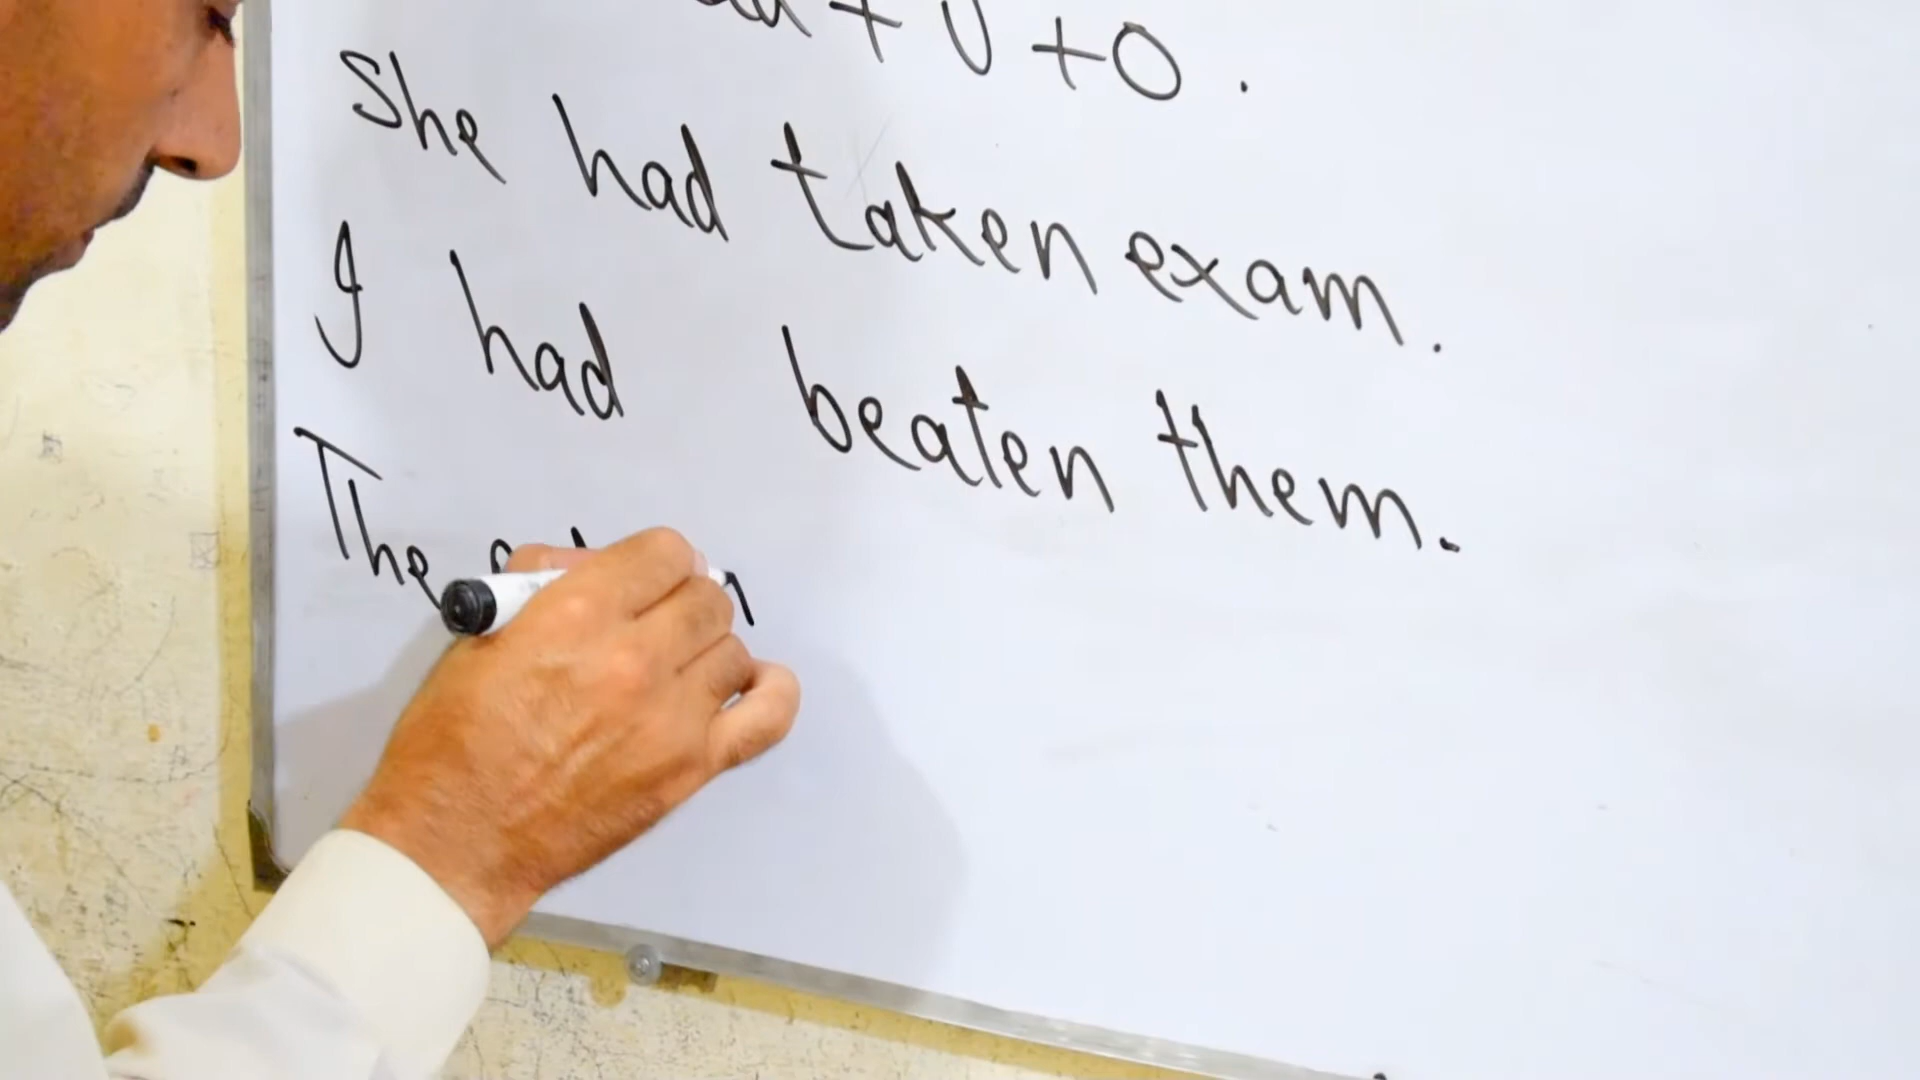 + V + O .
She had taken exam.
I had beaten them.
The